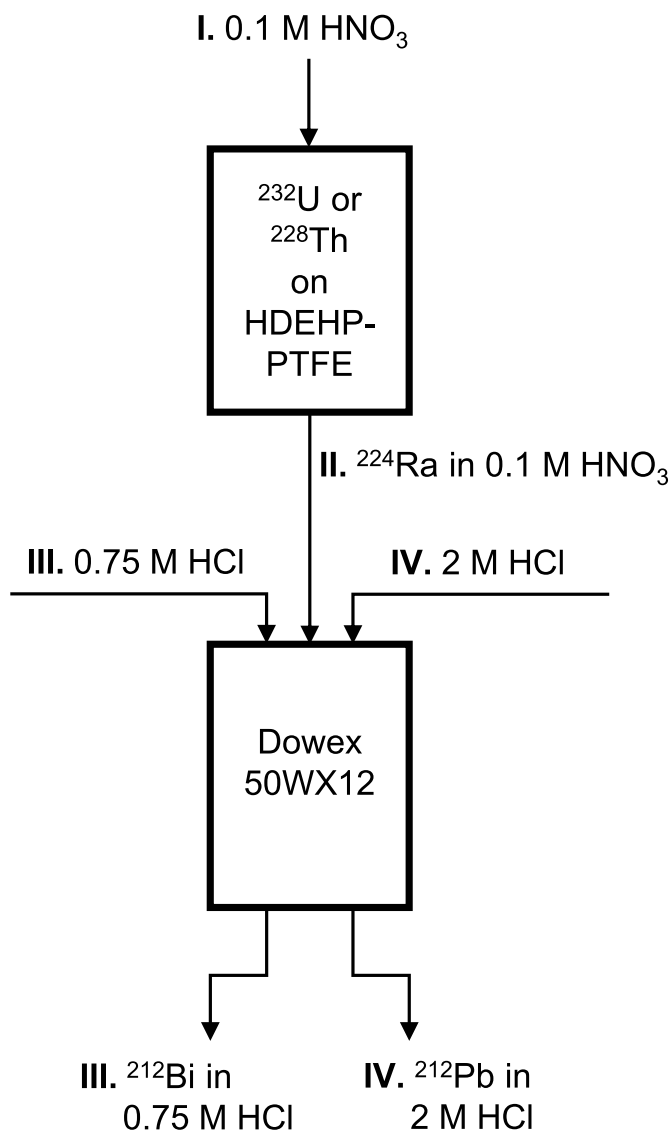 I. 0.1 M HNO₃
²³²U or
²²⁸Th
on
HDEHP-
PTFE
II. ²²⁴Ra in 0.1 M HNO₃
III. 0.75 M HCl
IV. 2 M HCl
Dowex
50WX12
III. ²¹²Bi in
0.75 M HCl
IV. ²¹²Pb in
2 M HCl